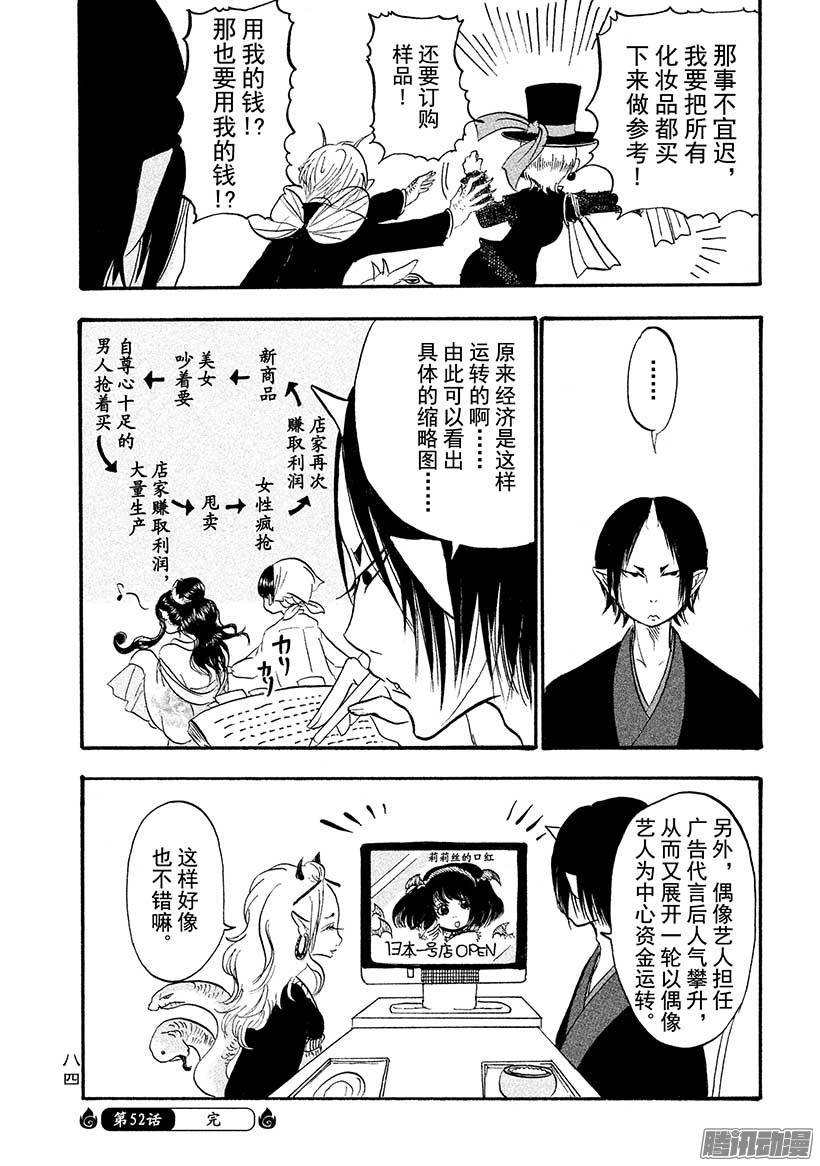 那事不宜迟，
我要把所有
化妆品都买
下来做参考！
还要订购
样品！
用我的钱!?
那也要用我的钱!?
……
原来经济是这样
运转的啊……
由此可以看出
具体的缩略
图……
新商品
美女
吵着要
自尊心十足的
男人抢着买
店家赚取利润，
大量生产
甩卖
女性疯抢
店家再次
赚取利润
カリ
カリ
另外，偶像艺人担任
广告代言后人气攀升，
从而又展开一轮以偶像
艺人为中心资金运转。
莉莉丝的口红
日本一号店OPEN
这样好像
也不错嘛。
八四
第52话 完
腾讯动漫